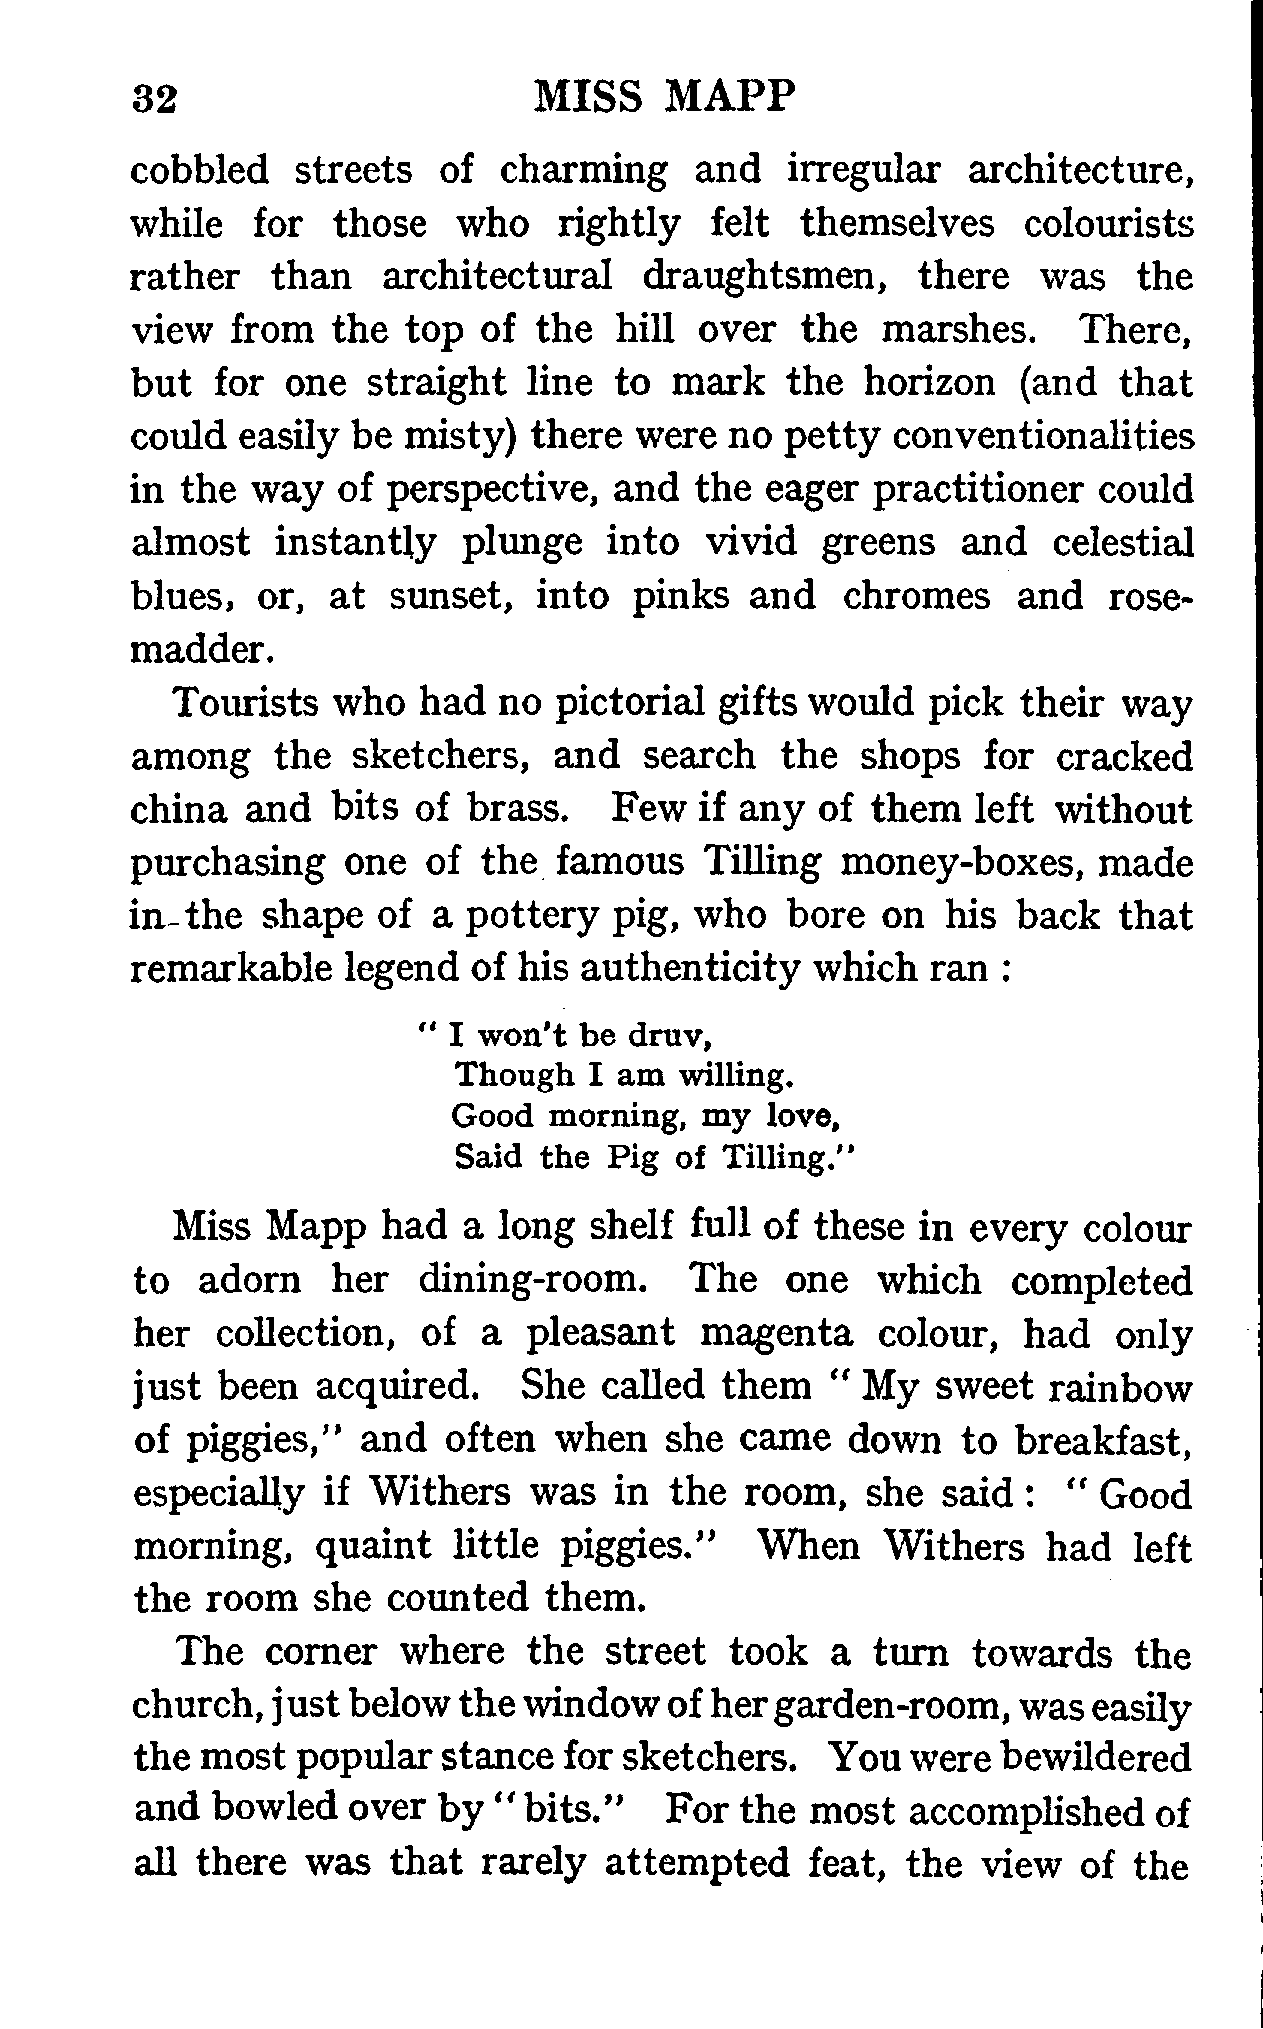 32 MISS MAPP
cobbled streets of charming and irregular architecture,
while for those who rightly felt themselves colourists
rather than architectural draughtsmen, there was the
view from the top of the hill over the marshes. There,
but for one straight line to mark the horizon (and that
could easily be misty) there were no petty conventionalities
in the way of perspective, and the eager practitioner could
almost instantly plunge into vivid greens and celestial
blues, or, at sunset, into pinks and chromes and rose-
madder.
Tourists who had no pictorial gifts would pick their way
among the sketchers, and search the shops for cracked
china and bits of brass. Few if any of them left without
purchasing one of the famous Tilling money-boxes, made
in the shape of a pottery pig, who bore on his back that
remarkable legend of his authenticity which ran :
" I won't be druv,
Though I am willing.
Good morning, my love,
Said the Pig of Tilling."
Miss Mapp had a long shelf full of these in every colour
to adorn her dining-room. The one which completed
her collection, of a pleasant magenta colour, had only
just been acquired. She called them " My sweet rainbow
of piggies," and often when she came down to breakfast,
especially if Withers was in the room, she said : " Good
morning, quaint little piggies." When Withers had left
the room she counted them.
The corner where the street took a turn towards the
church, just below the window of her garden-room, was easily
the most popular stance for sketchers. You were bewildered
and bowled over by " bits." For the most accomplished of
all there was that rarely attempted feat, the view of the